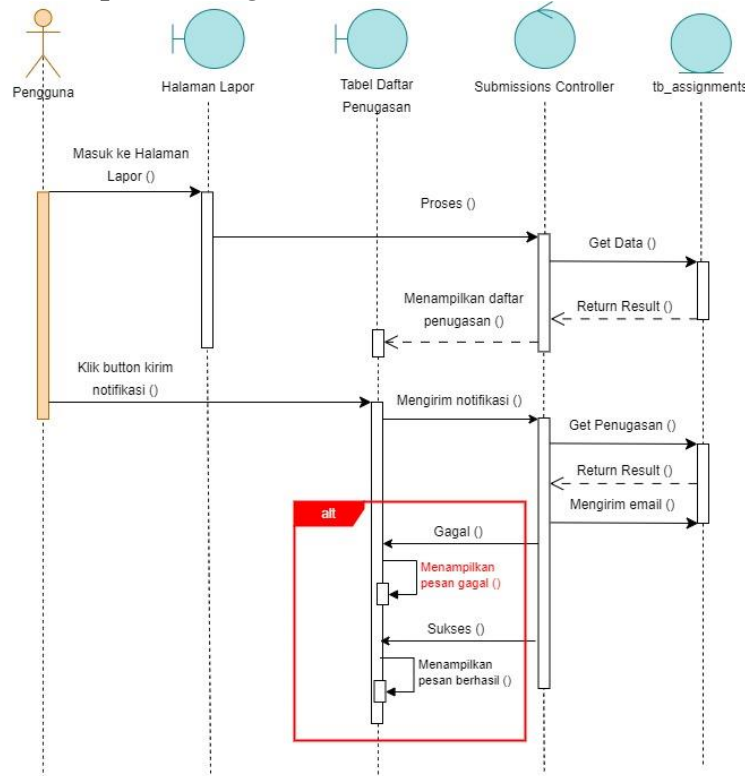 Pengguna
Halaman Lapor
Tabel Daftar
Penugasan
Submissions Controller
tb_assignments
Masuk ke Halaman
Lapor ()
Proses ()
Get Data ()
Return Result ()
Menampilkan daftar
penugasan ()
Klik button kirim
notifikasi ()
Mengirim notifikasi ()
Get Penugasan ()
Return Result ()
Mengirim email ()
alt
Gagal ()
Menampilkan
pesan gagal ()
Sukses ()
Menampilkan
pesan berhasil ()